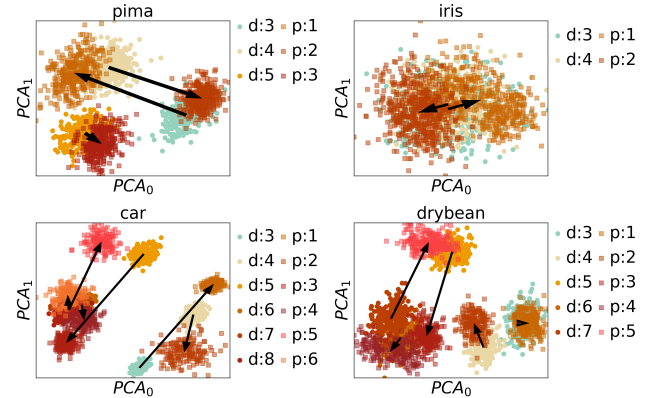 pima
d:3 p:1
d:4 p:2
d:5 p:3
PCA₁
PCA₀
iris
d:3 p:1
d:4 p:2
PCA₁
PCA₀
car
d:3 p:1
d:4 p:2
d:5 p:3
d:6 p:4
d:7 p:5
d:8 p:6
PCA₁
PCA₀
drybean
d:3 p:1
d:4 p:2
d:5 p:3
d:6 p:4
d:7 p:5
PCA₁
PCA₀